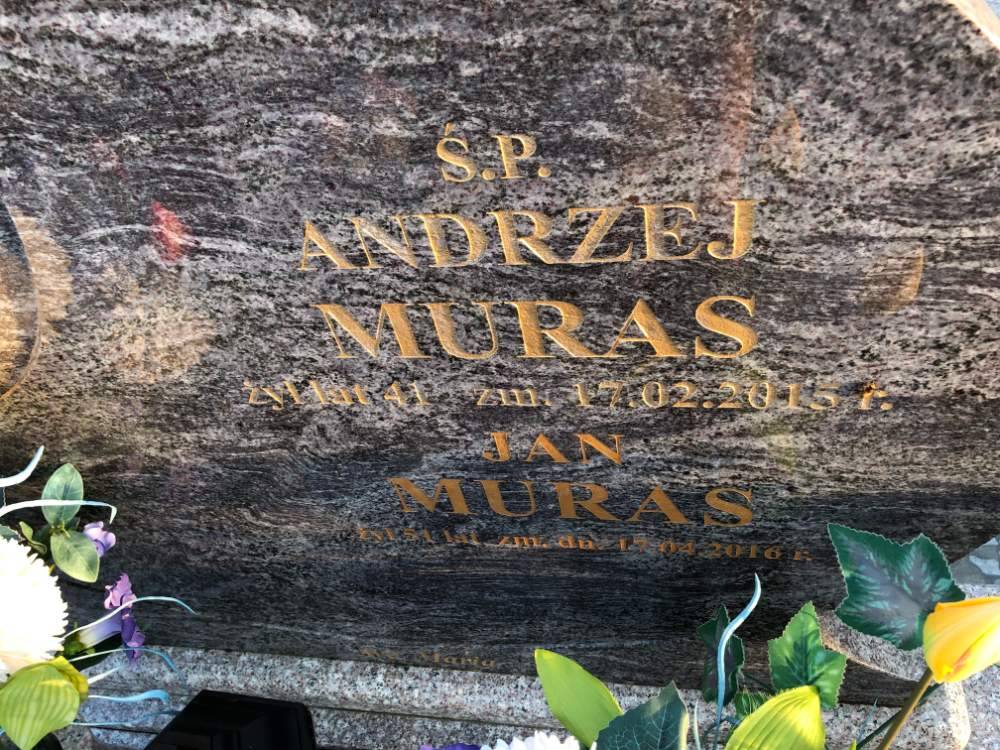 Ś.P.
ANDRZEJ
MURAS
żył lat 41 zm. 17.02.2015 r.
JAN
MURAS
żył 51 lat zm. dn. 17.04.2016 r.
Maria